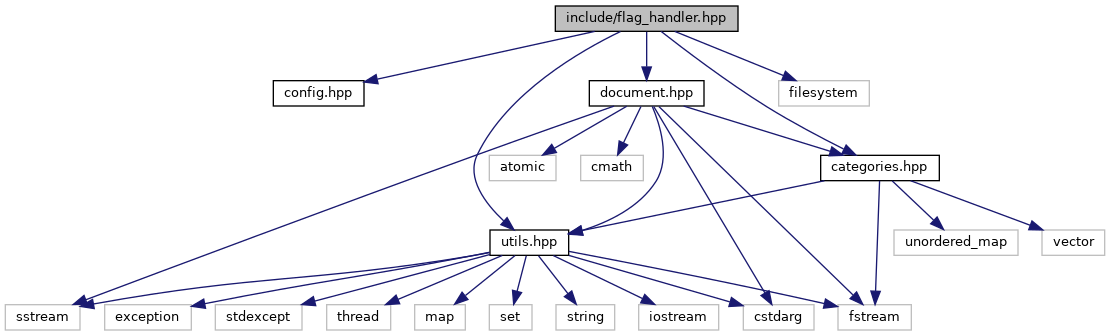 include/flag_handler.hpp
config.hpp
document.hpp
filesystem
atomic
cmath
categories.hpp
utils.hpp
unordered_map
vector
sstream
exception
stdexcept
thread
map
set
string
iostream
cstdarg
fstream